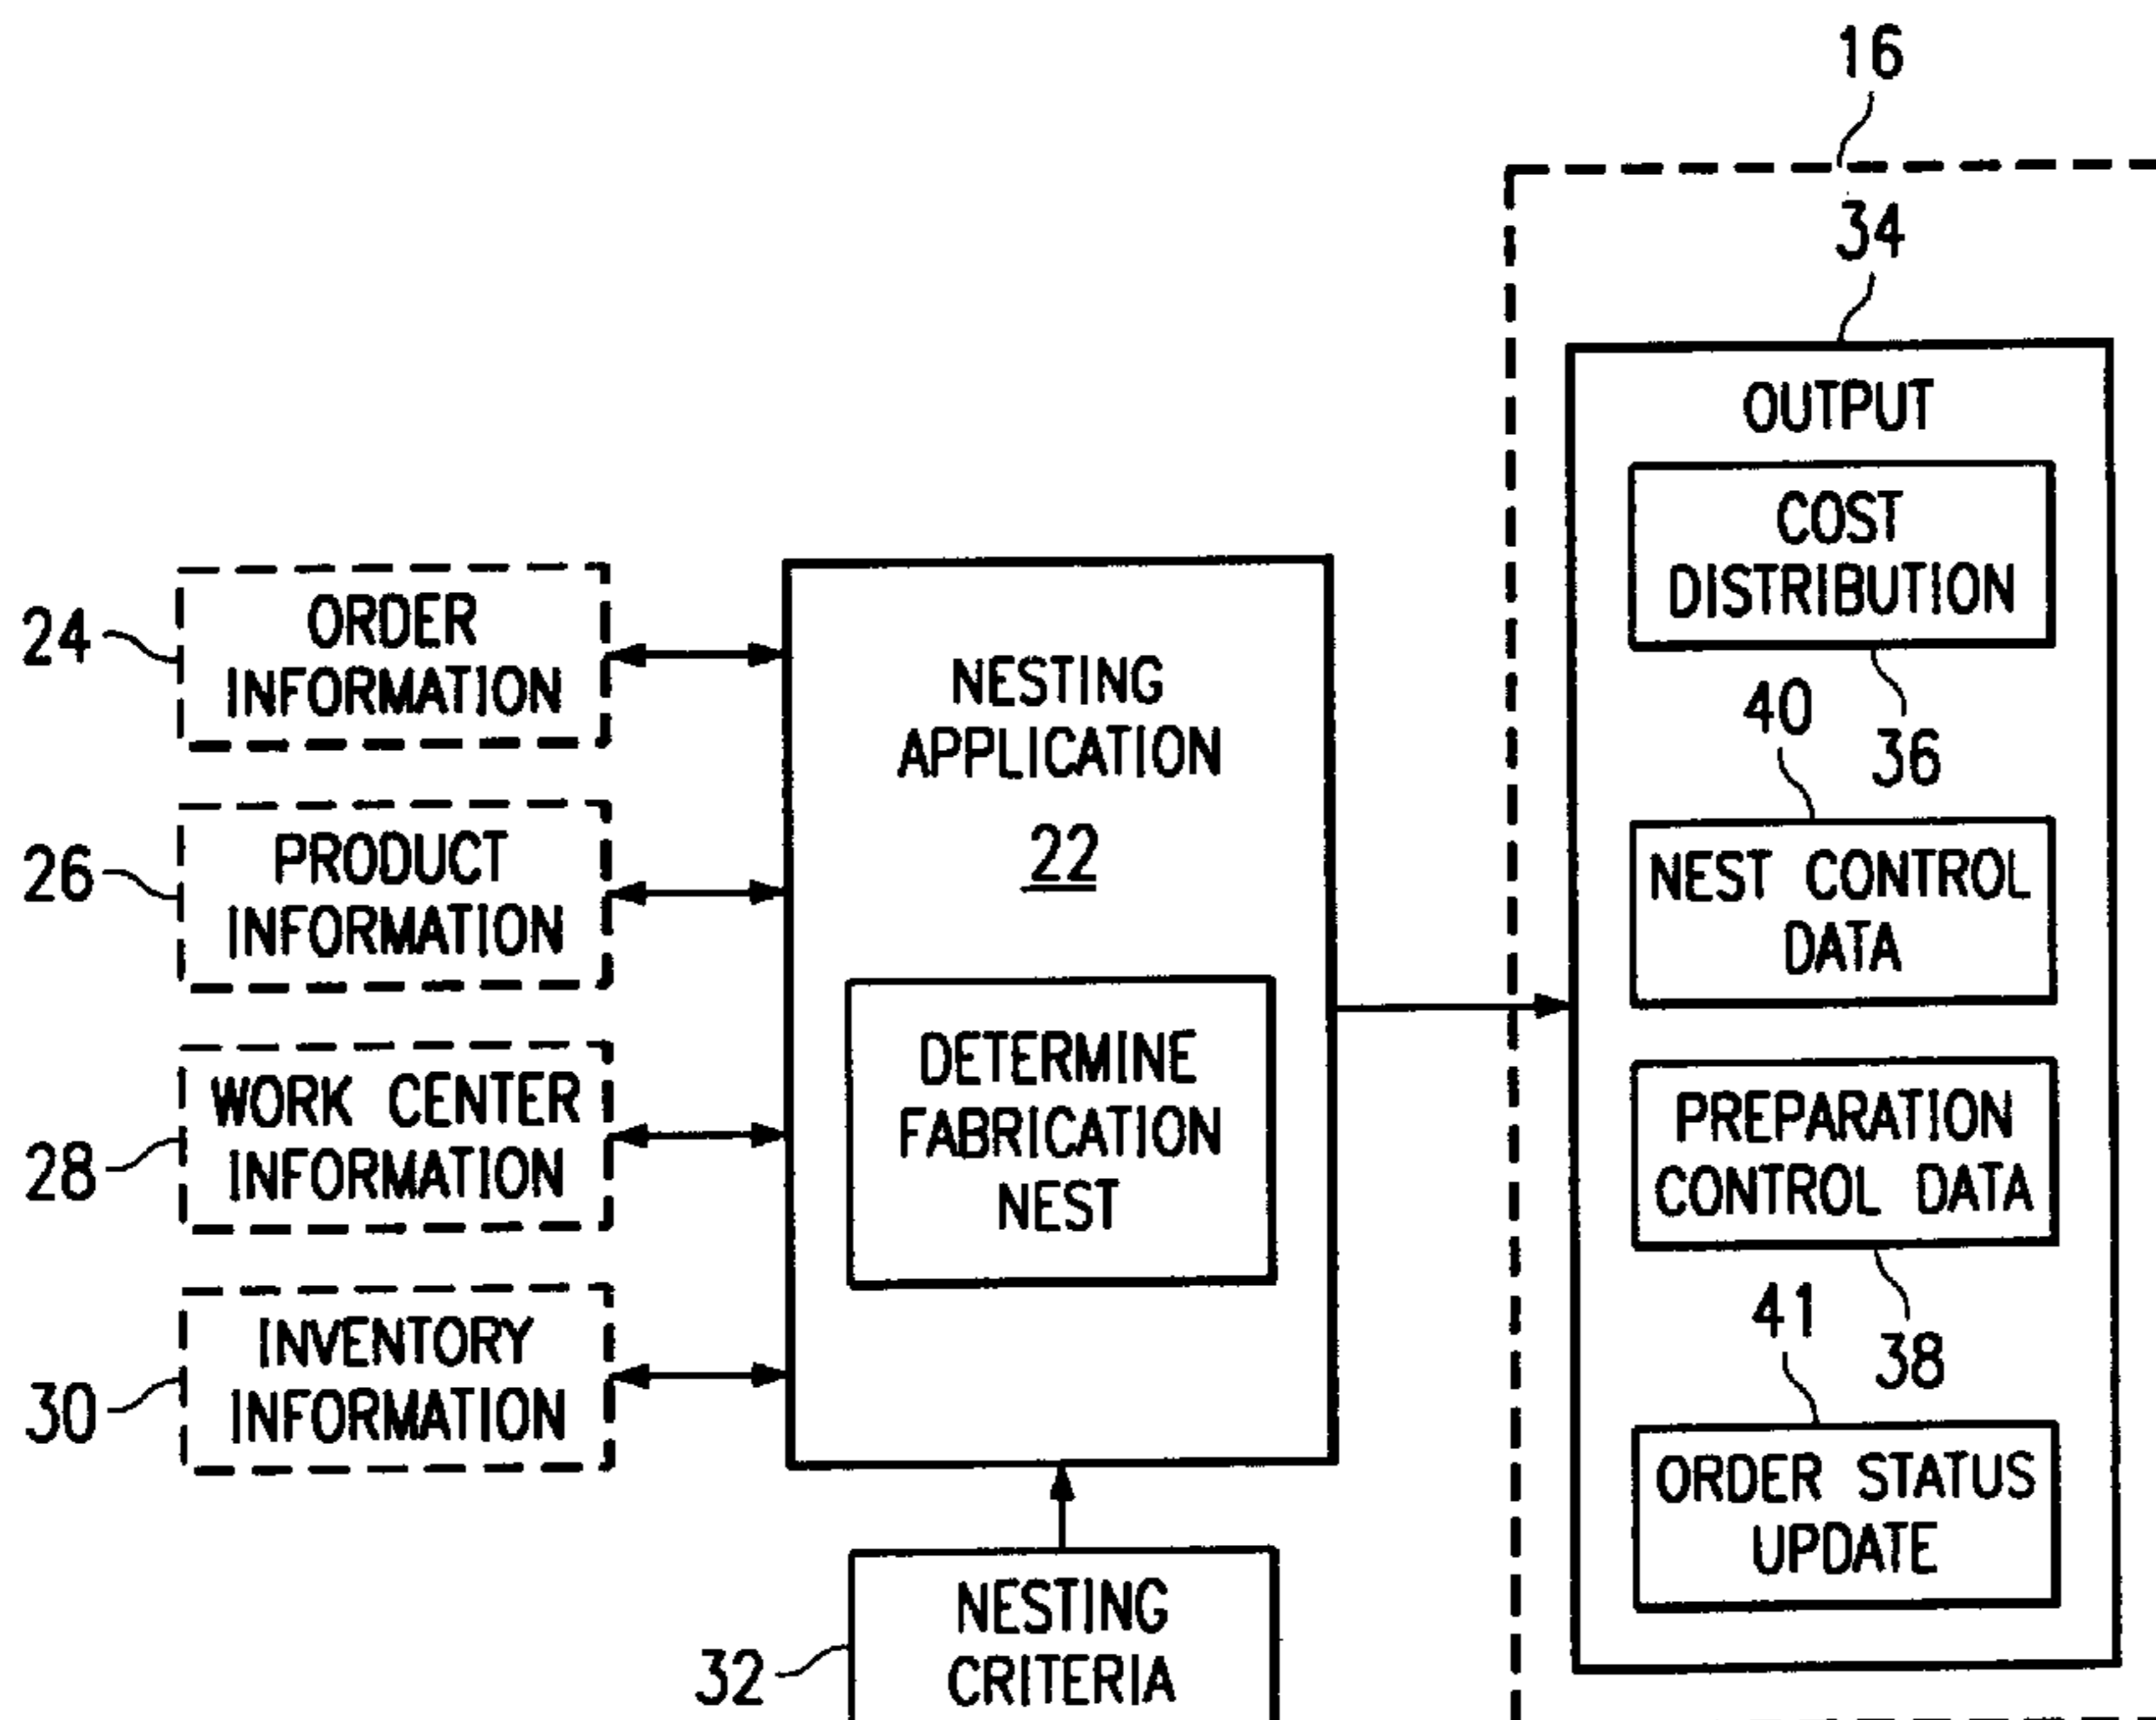 16
34
OUTPUT
COST
DISTRIBUTION
36
40
NEST CONTROL
DATA
PREPARATION
CONTROL DATA
38
41
ORDER STATUS
UPDATE
24
ORDER
INFORMATION
26
PRODUCT
INFORMATION
28
WORK CENTER
INFORMATION
30
INVENTORY
INFORMATION
NESTING
APPLICATION
22
DETERMINE
FABRICATION
NEST
32
NESTING
CRITERIA